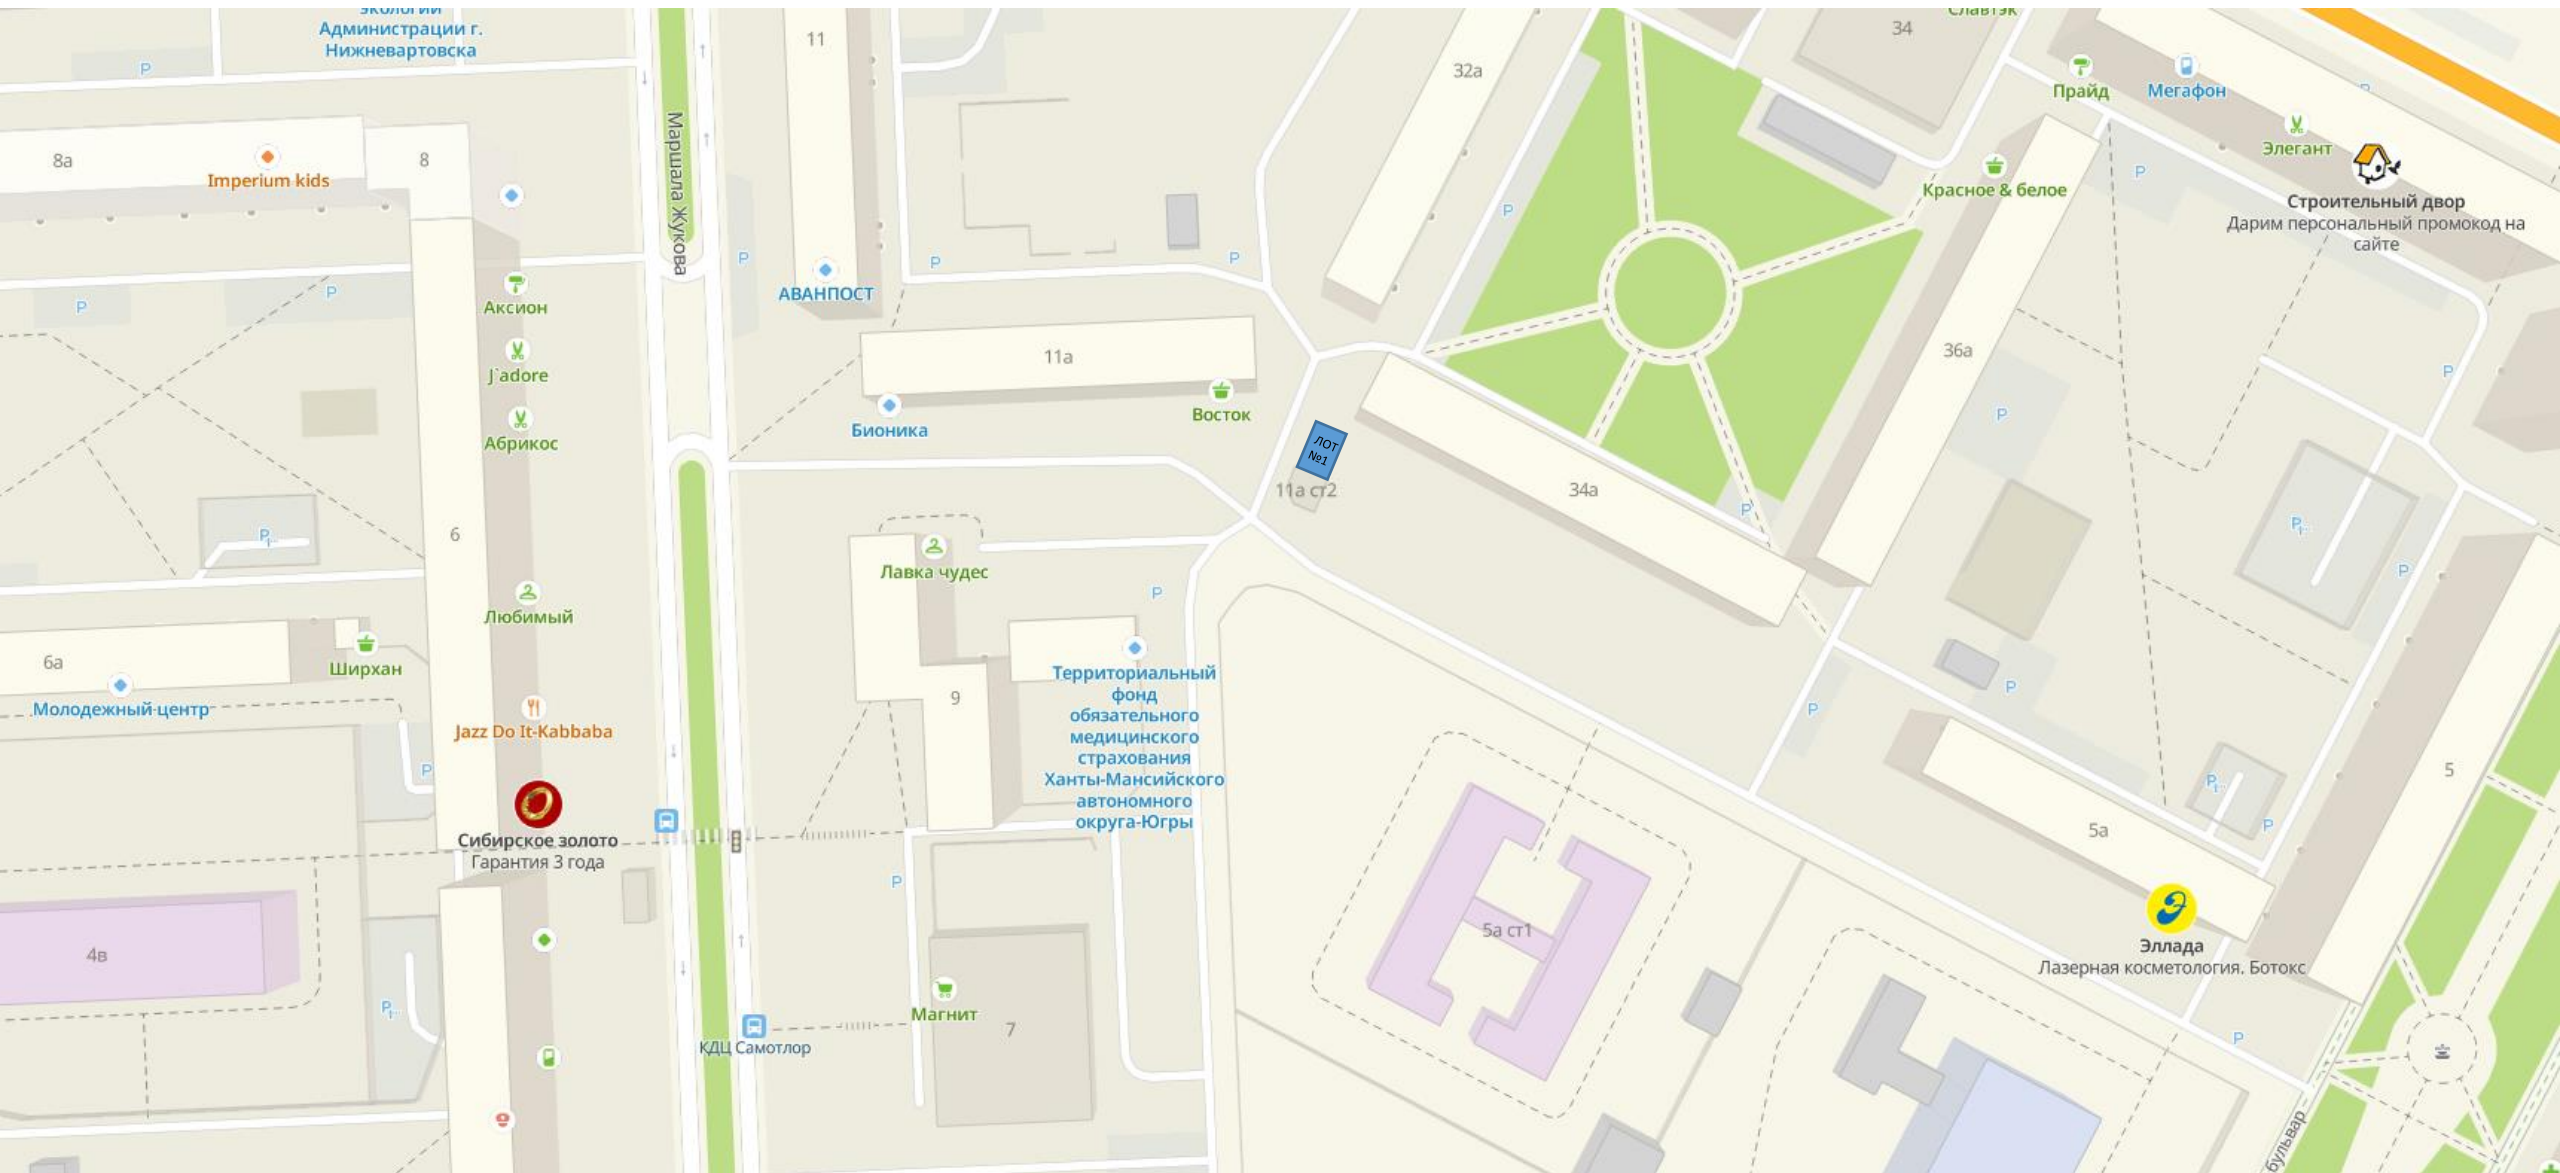 экологии
Администрации г.
Нижневартовска
P
11
32а
34
Славтэк
Прайд
Мегафон
P
Элегант
Строительный двор
Дарим персональный промокод на
сайте
Красное & белое
P
P
8а
Imperium kids
8
Маршала Жукова
P
P
P
P
P
АВАНПОСТ
Аксион
J`adore
Абрикос
11а
Бионика
Восток
36а
P
P
ЛОТ
№1
11а ст2
34а
P
P
P
P
6
Лавка чудес
P
Любимый
6а
Ширхан
Молодежный центр
Jazz Do It-Kabbaba
P
Сибирское золото
Гарантия 3 года
9
Территориальный
фонд
обязательного
медицинского
страхования
Ханты-Мансийского
автономного
округа-Югры
P
P
P
P
5
5а
Эллада
Лазерная косметология. Ботокс
P
5а ст1
4в
P
P
Магнит
7
КДЦ Самотлор
P
бульвар